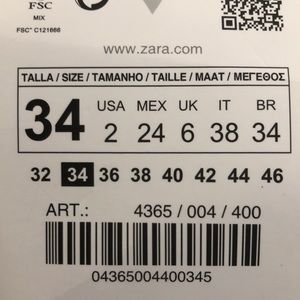 FSC
MIX
FSC® C121666
www.zara.com
TALLA / SIZE / TAMANHO / TAILLE / MAAT / ΜΕΓΕΘΟΣ
34
USA MEX UK IT BR
2 24 6 38 34
32 34 36 38 40 42 44 46
ART.: 4365 / 004 / 400
04365004400345